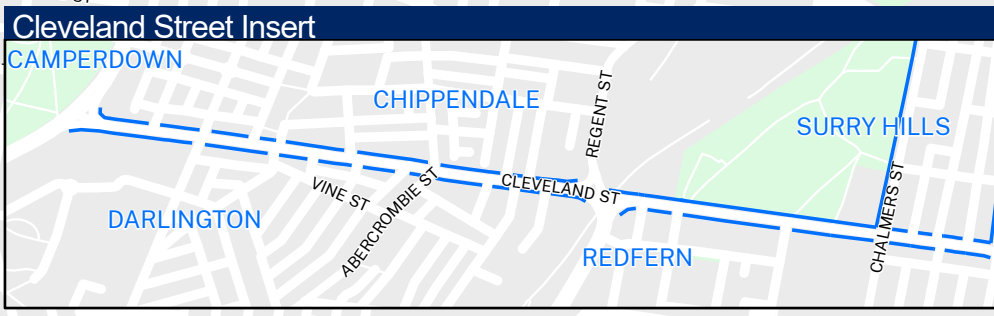 Cleveland Street Insert
CAMPERDOWN
CHIPPENDALE
REGENT ST
SURRY HILLS
CLEVELAND ST
VINE ST
ABERCROMBIE ST
DARLINGTON
REDFERN
CHALMERS ST